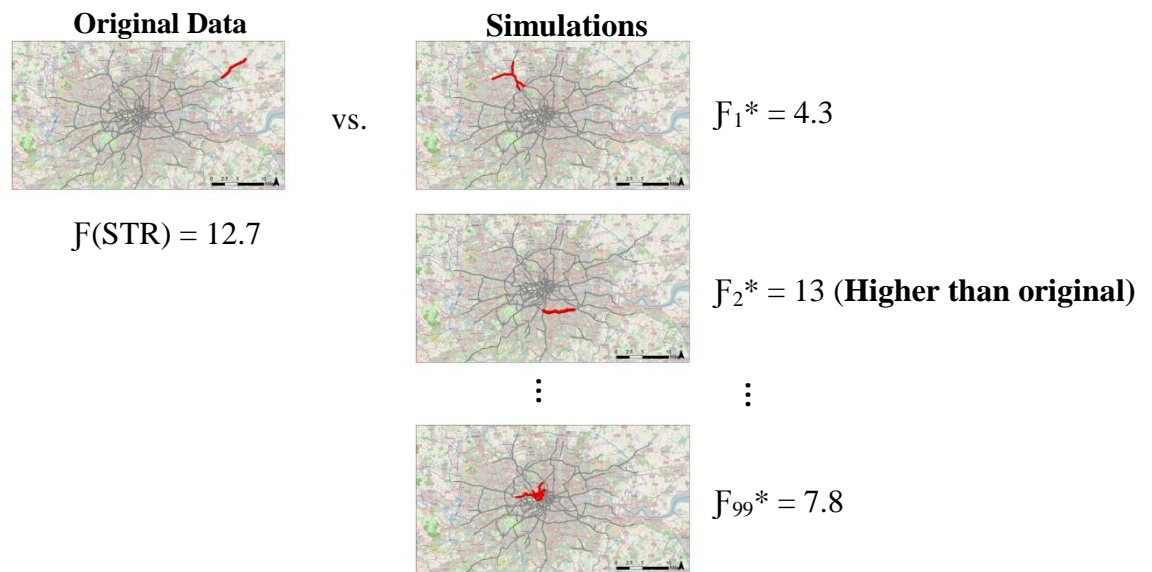 Original Data
Simulations
vs.
Ƒ₁* = 4.3
Ƒ(STR) = 12.7
Ƒ₂* = 13 (Higher than original)
⋮ ⋮
Ƒ₉₉* = 7.8